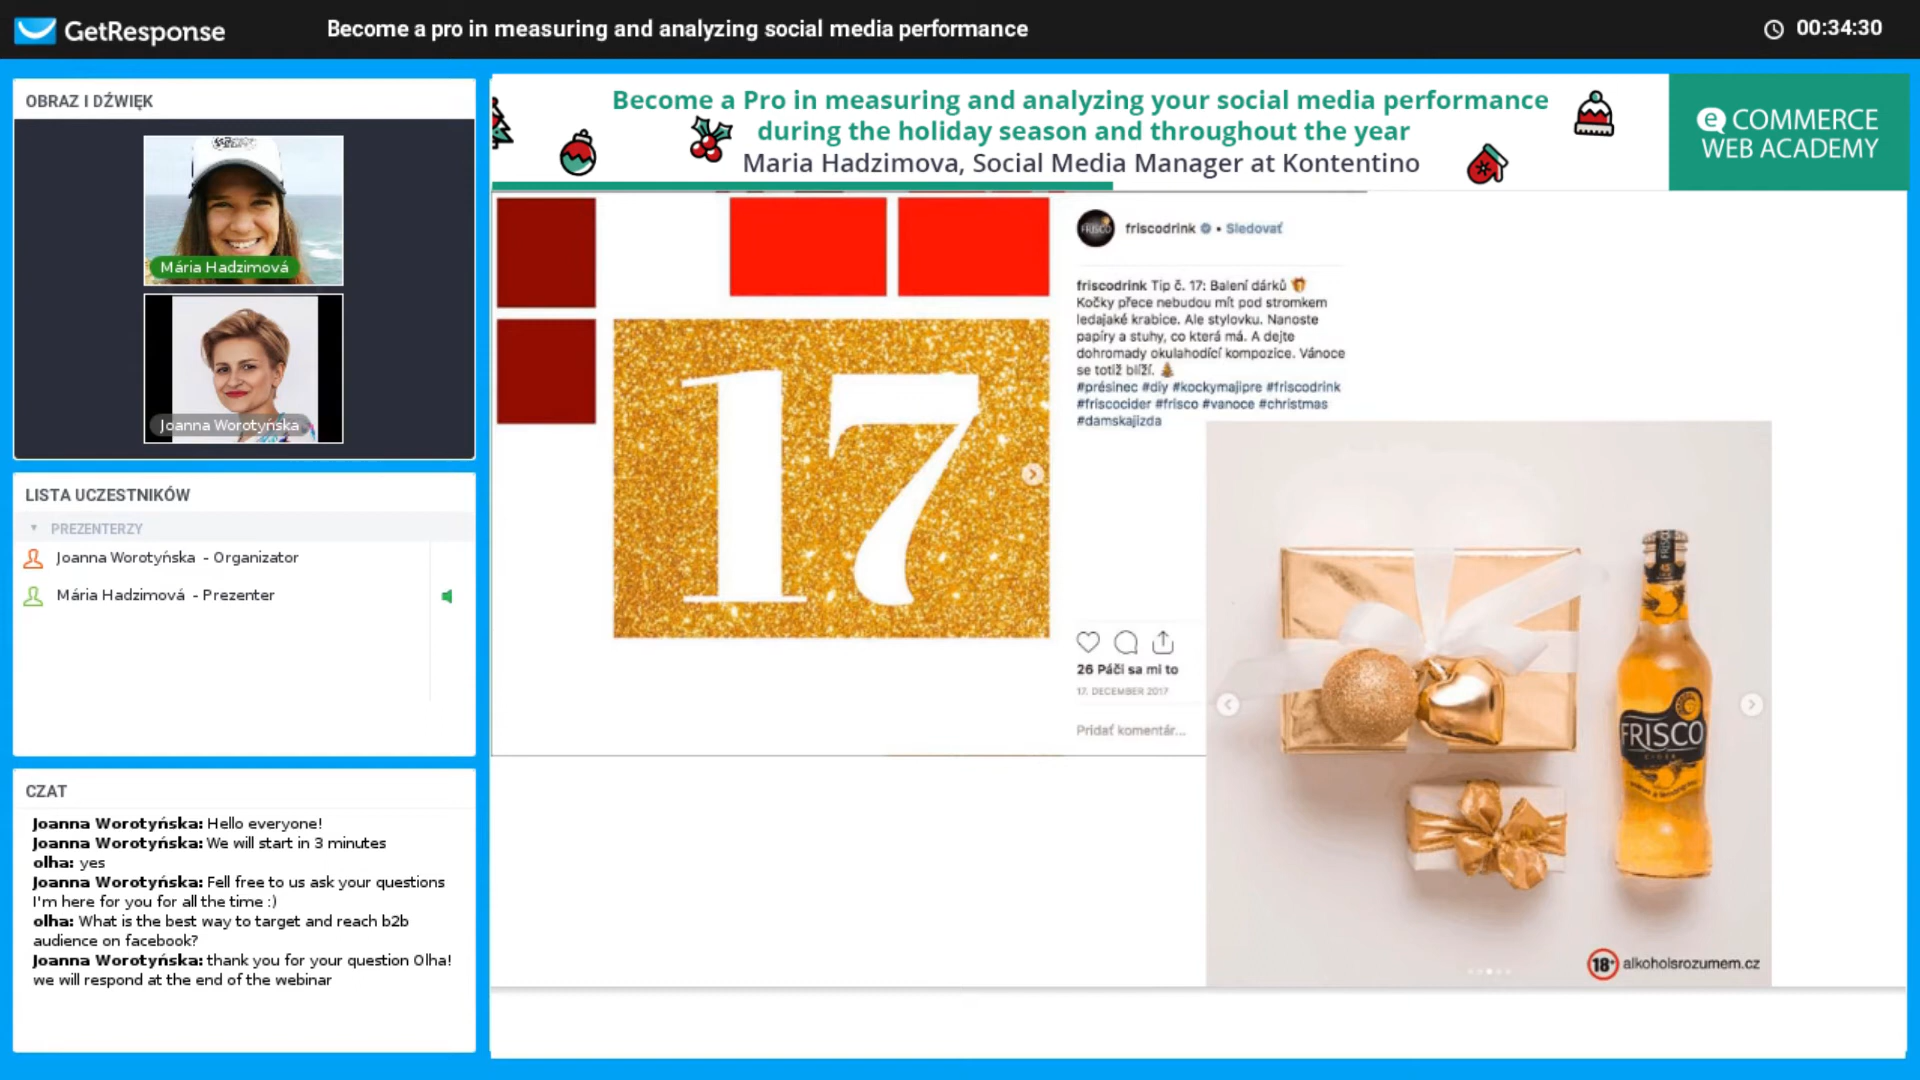 GetResponse
Become a pro in measuring and analyzing social media performance
00:34:30
OBRAZ I DŹWIĘK
Mária Hadzimová
Joanna Worotyńska
LISTA UCZESTNIKÓW
PREZENTERZY
Joanna Worotyńska - Organizator
Mária Hadzimová - Prezenter
CZAT
Joanna Worotyńska: Hello everyone!
Joanna Worotyńska: We will start in 3 minutes
olha: yes
Joanna Worotyńska: Fell free to us ask your questions
I'm here for you for all the time :)
olha: What is the best way to target and reach b2b
audience on facebook?
Joanna Worotyńska: thank you for your question Olha!
we will respond at the end of the webinar
Become a Pro in measuring and analyzing your social media performance
during the holiday season and throughout the year
Maria Hadzimova, Social Media Manager at Kontentino
e COMMERCE
WEB ACADEMY
17
FRISCO
friscodrink • Sledovať
friscodrink Tip č. 17: Balení dárků
Kočky přece nebudou mít pod stromkem
ledajaké krabice. Ale stylovku. Nanoste
papíry a stuhy, co která má. A dejte
dohromady okulahodící kompozice. Vánoce
se totiž blíží.
#présinec #diy #kockymajipre #friscodrink
#friscocider #frisco #vanoce #christmas
#damskajizda
26 Páči sa mi to
17. DECEMBER 2017
Pridať komentár...
FRISCO
CIDER
18+ alkoholsrozumem.cz